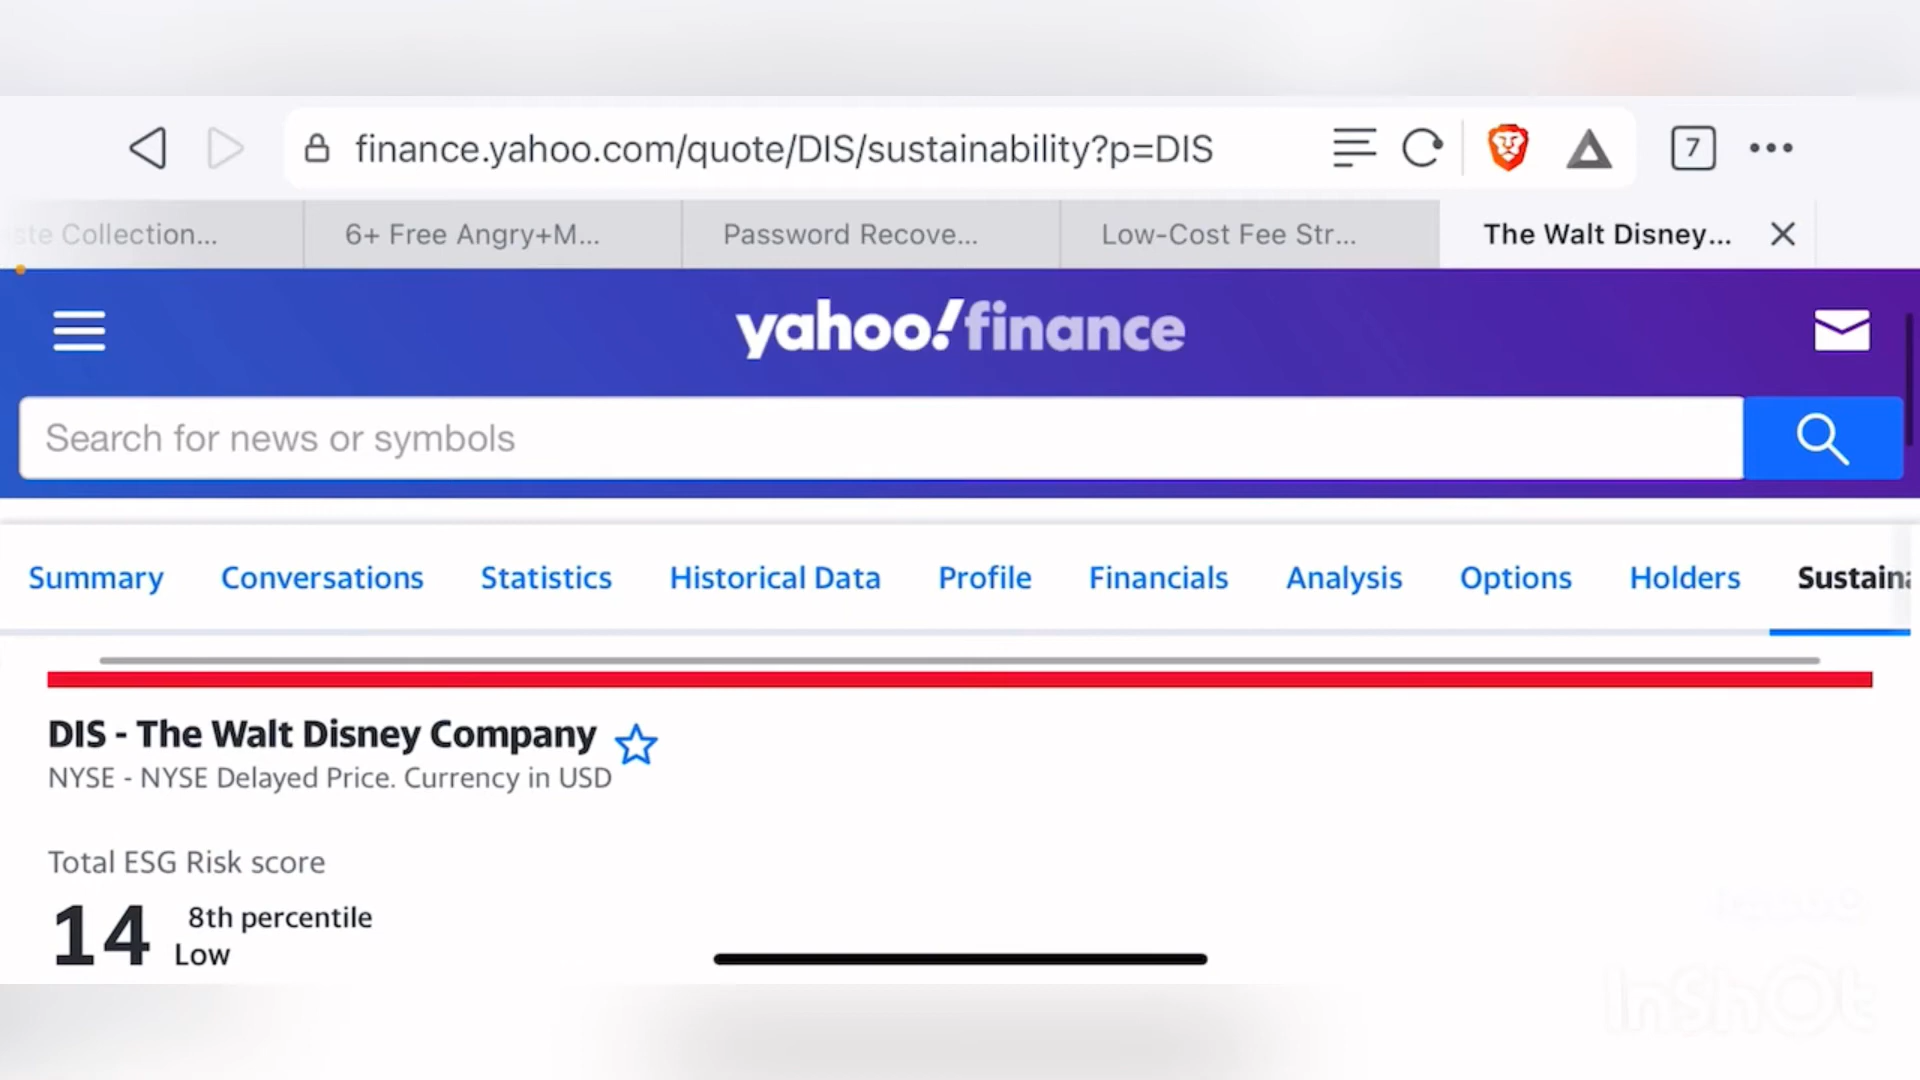 finance.yahoo.com/quote/DIS/sustainability?p=DIS
7
ste Collection...
6+ Free Angry+M...
Password Recove...
Low-Cost Fee Str...
The Walt Disney...
yahoo!finance
Search for news or symbols
Summary Conversations Statistics Historical Data Profile Financials Analysis Options Holders Sustaina
DIS - The Walt Disney Company
NYSE - NYSE Delayed Price. Currency in USD
Total ESG Risk score
14
8th percentile
Low
InShOt